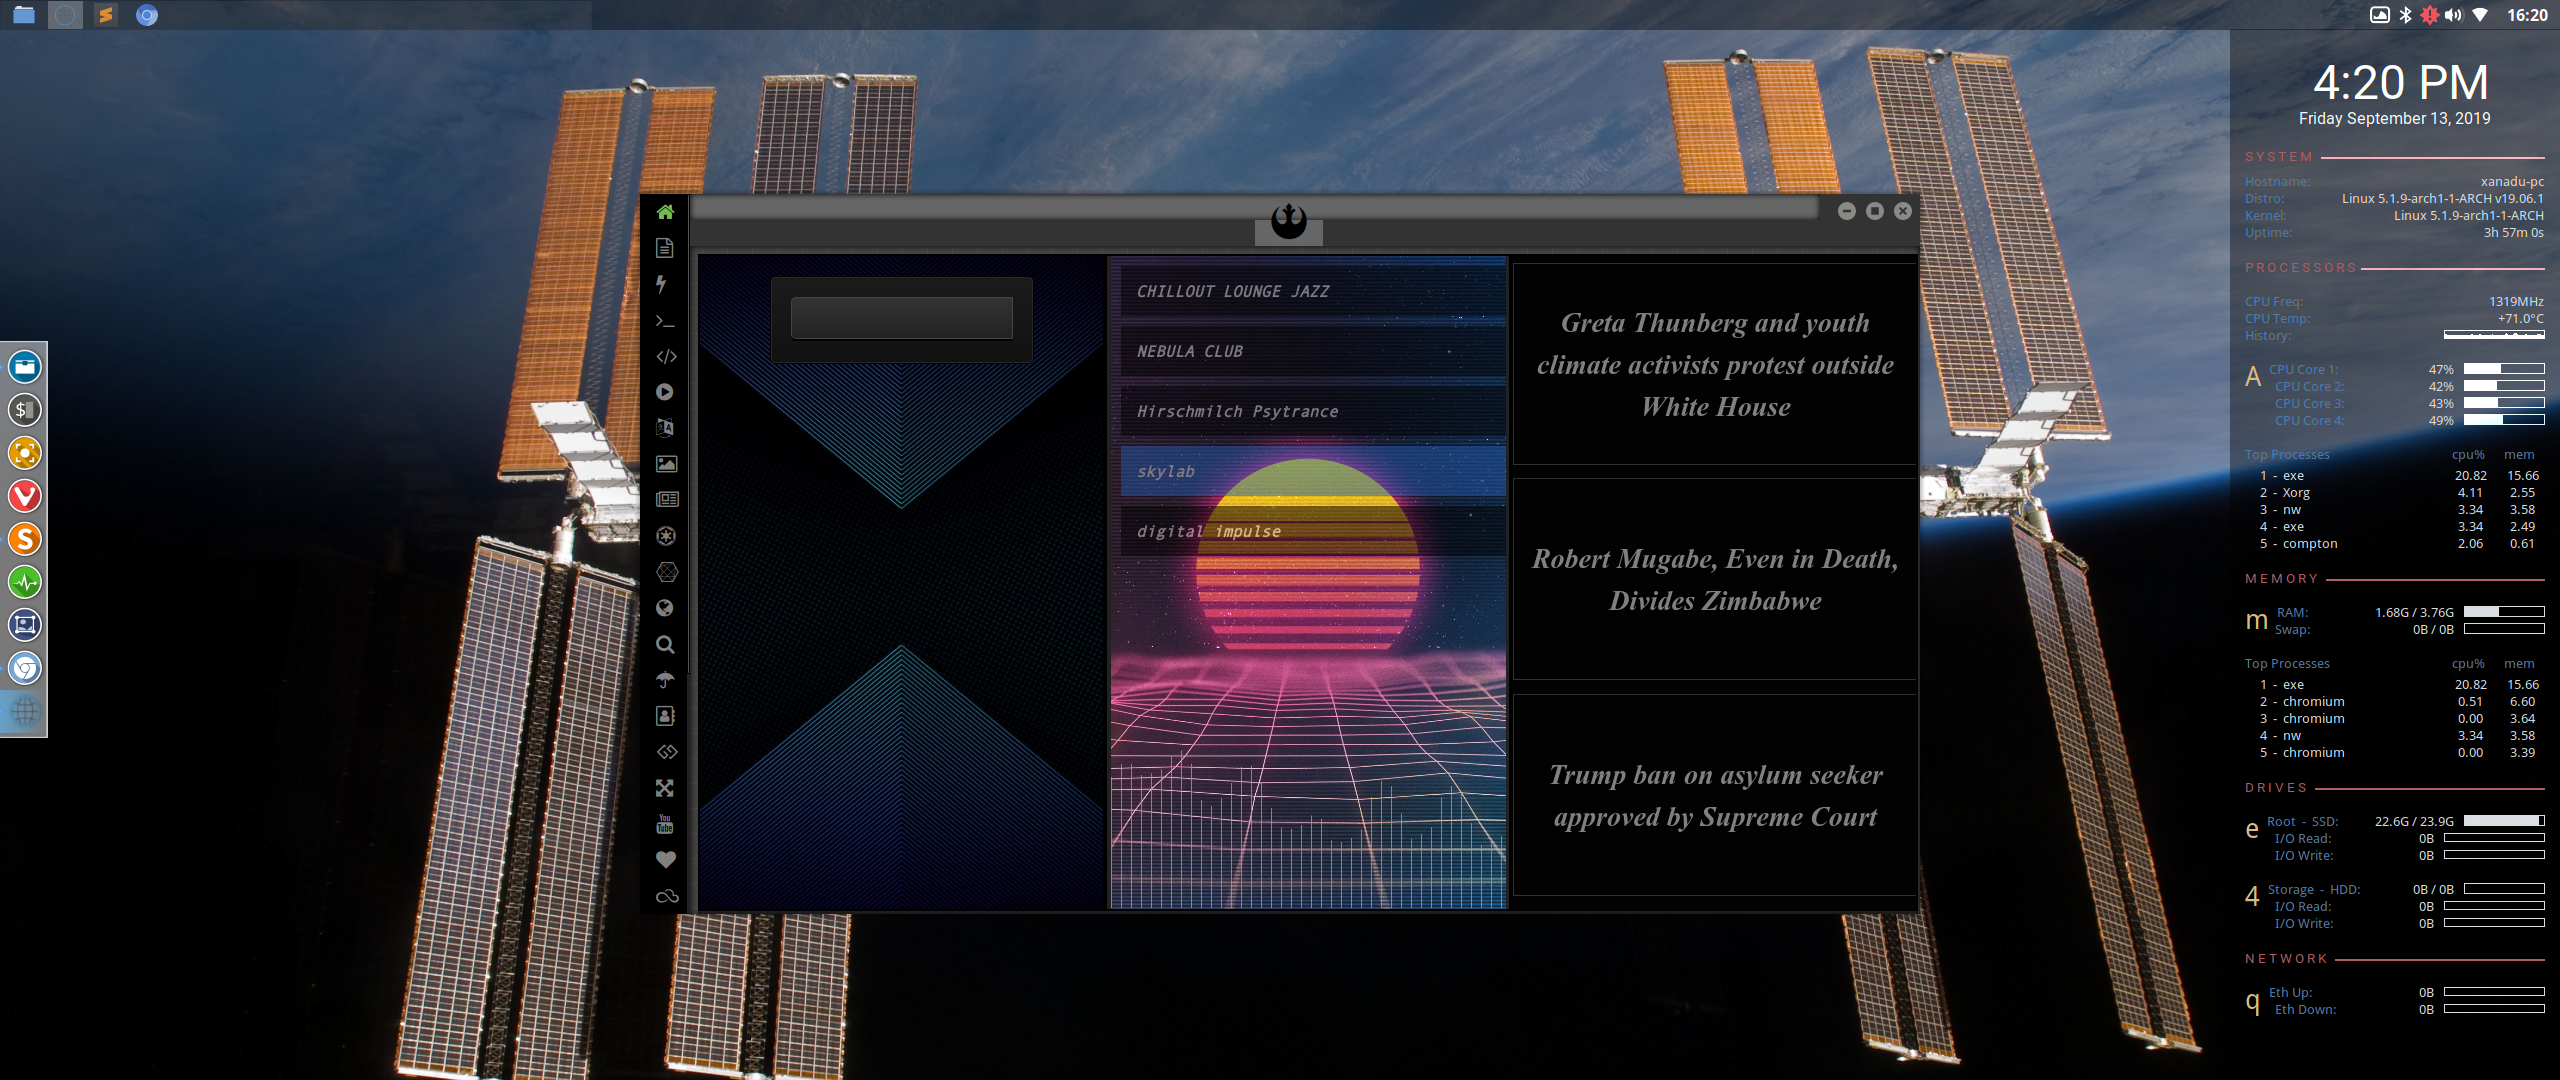 16:20
4:20 PM
Friday September 13, 2019
SYSTEM
Hostname: xanadu-pc
Distro: Linux 5.1.9-arch1-1-ARCH v19.06.1
Kernel: Linux 5.1.9-arch1-1-ARCH
Uptime: 3h 57m 0s
PROCESSORS
CPU Freq: 1319MHz
CPU Temp: +71.0°C
History:
A CPU Core 1: 47%
CPU Core 2: 42%
CPU Core 3: 43%
CPU Core 4: 49%
Top Processes cpu% mem
1 - exe 20.82 15.66
2 - Xorg 4.11 2.55
3 - nw 3.34 3.58
4 - exe 3.34 2.49
5 - compton 2.06 0.61
MEMORY
m RAM: 1.68G / 3.76G
Swap: 0B / 0B
Top Processes cpu% mem
1 - exe 20.82 15.66
2 - chromium 0.51 6.60
3 - chromium 0.00 3.64
4 - nw 3.34 3.58
5 - chromium 0.00 3.39
DRIVES
e Root - SSD: 22.6G / 23.9G
I/O Read: 0B
I/O Write: 0B
4 Storage - HDD: 0B / 0B
I/O Read: 0B
I/O Write: 0B
NETWORK
q Eth Up: 0B
Eth Down: 0B
CHILLOUT LOUNGE JAZZ
NEBULA CLUB
Hirschmilch Psytrance
skylab
digital impulse
Greta Thunberg and youth
climate activists protest outside
White House
Robert Mugabe, Even in Death,
Divides Zimbabwe
Trump ban on asylum seeker
approved by Supreme Court
You
Tube